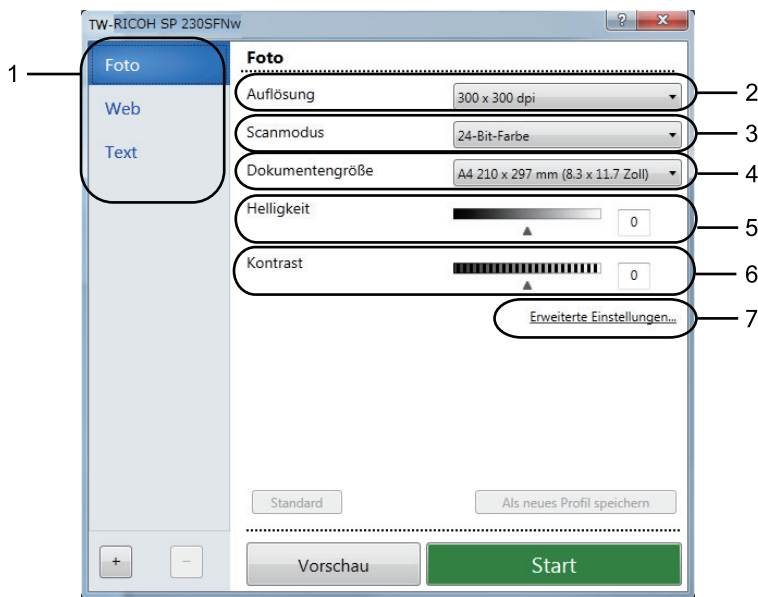 TW-RICOH SP 230SFNw
?
1
Foto
Web
Text
Foto
Auflösung 300 x 300 dpi 2
Scanmodus 24-Bit-Farbe 3
Dokumentengröße A4 210 x 297 mm (8.3 x 11.7 Zoll) 4
Helligkeit 0 5
Kontrast 0 6
Erweiterte Einstellungen... 7
Standard Als neues Profil speichern
+ − Vorschau Start